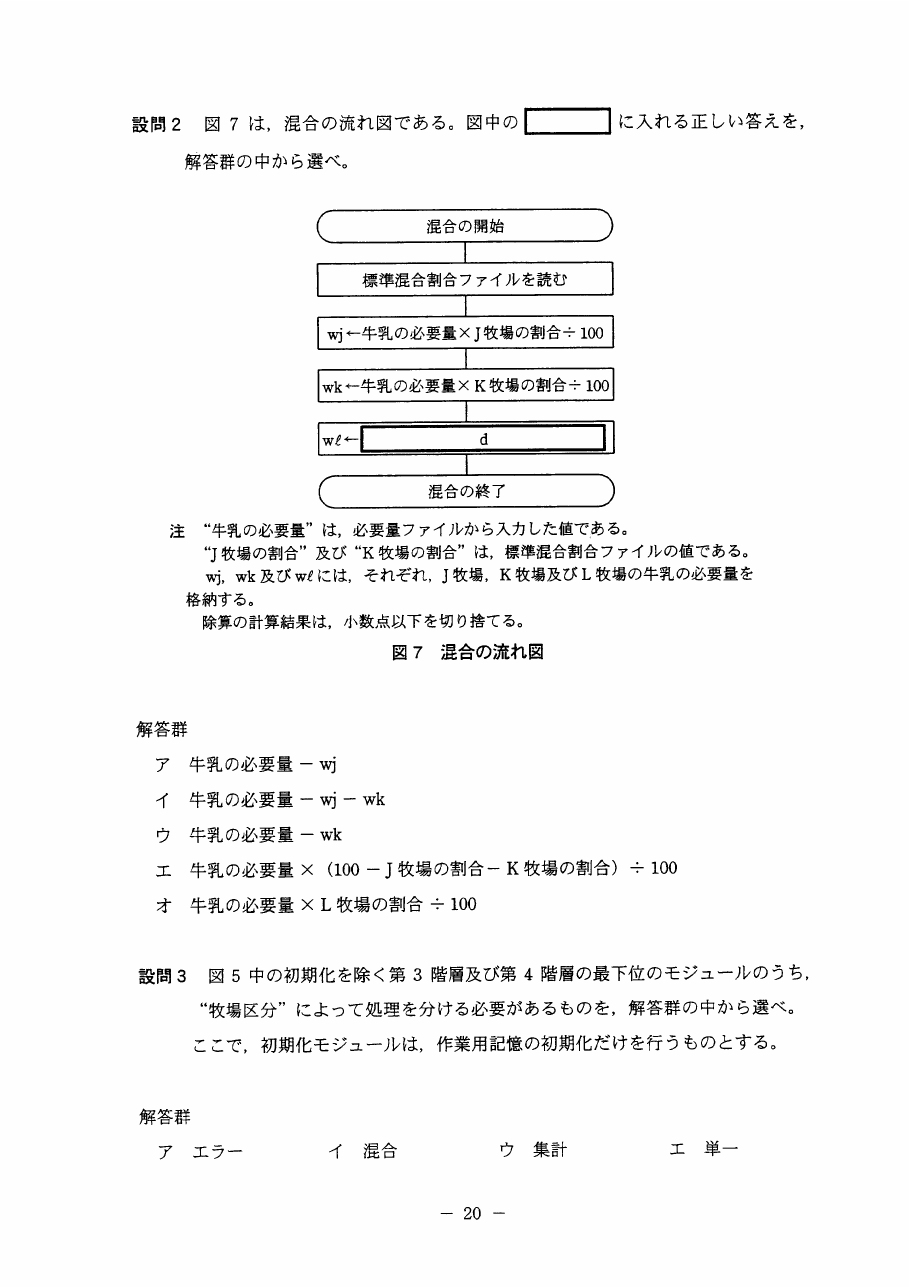 設問2 図 7 は，混合の流れ図である。図中の に入れる正しい答えを，
解答群の中から選べ。
混合の開始
標準混合割合ファイルを読む
wj←牛乳の必要量×J牧場の割合÷100
wk←牛乳の必要量×K牧場の割合÷100
wℓ← d
混合の終了
注 “牛乳の必要量”は，必要量ファイルから入力した値である。
“J牧場の割合”及び“K牧場の割合”は，標準混合割合ファイルの値である。
wj，wk及びwℓには，それぞれ，J牧場，K牧場及びL牧場の牛乳の必要量を
格納する。
除算の計算結果は，小数点以下を切り捨てる。
図7 混合の流れ図
解答群
ア 牛乳の必要量 － wj
イ 牛乳の必要量 － wj － wk
ウ 牛乳の必要量 － wk
エ 牛乳の必要量 × （100 － J牧場の割合－ K牧場の割合）÷ 100
オ 牛乳の必要量 × L牧場の割合 ÷ 100
設問3 図 5 中の初期化を除く第 3 階層及び第 4 階層の最下位のモジュールのうち，
“牧場区分”によって処理を分ける必要があるものを，解答群の中から選べ。
ここで，初期化モジュールは，作業用記憶の初期化だけを行うものとする。
解答群
ア エラー イ 混合 ウ 集計 エ 単一
－ 20 －